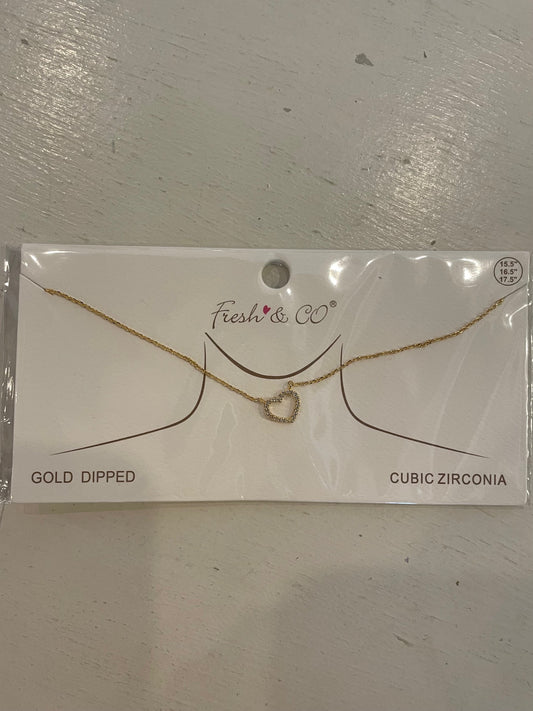 15.5"
16.5"
17.5"
Fresh & CO®
GOLD DIPPED
CUBIC ZIRCONIA